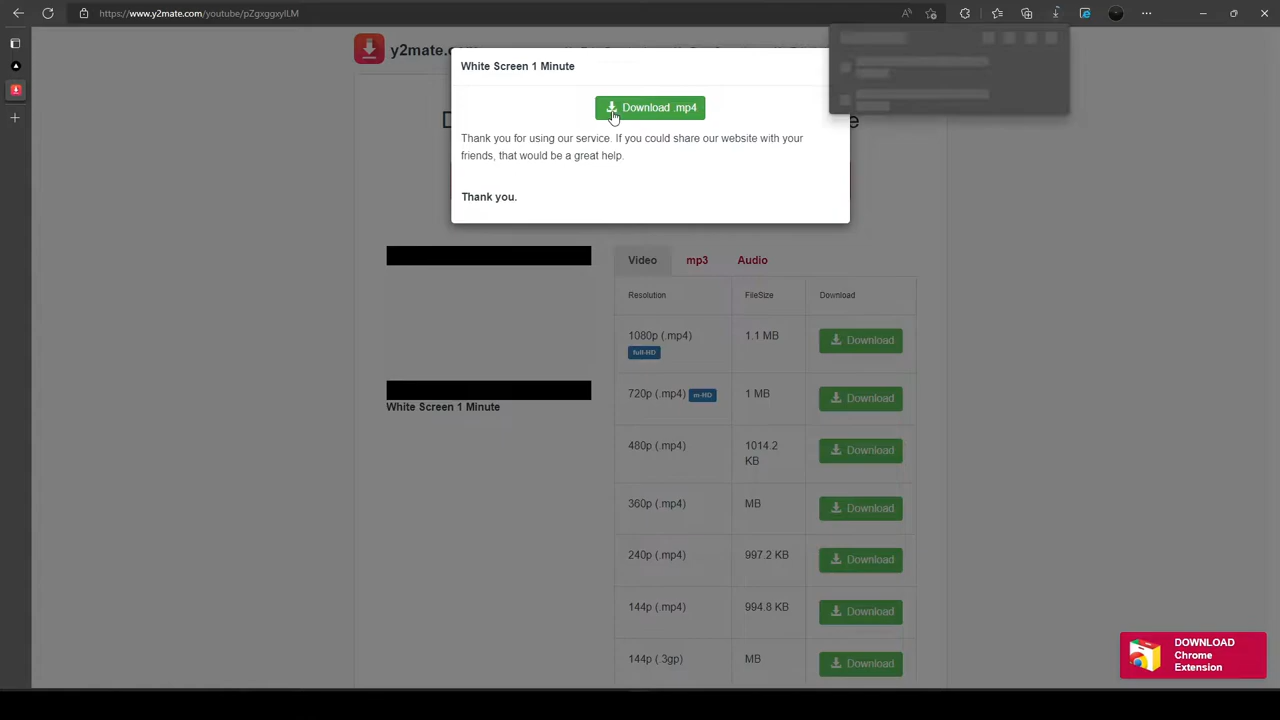 https://www.y2mate.com/youtube/pZgxggxyILM
y2mate.
White Screen 1 Minute
Download .mp4
Thank you for using our service. If you could share our website with your
friends, that would be a great help.
Thank you.
Video mp3 Audio
Resolution FileSize Download
1080p (.mp4) 1.1 MB Download
full-HD
720p (.mp4) m-HD 1 MB Download
White Screen 1 Minute
480p (.mp4) 1014.2 Download
KB
360p (.mp4) MB Download
240p (.mp4) 997.2 KB Download
144p (.mp4) 994.8 KB Download
144p (.3gp) MB Download
DOWNLOAD
Chrome
Extension